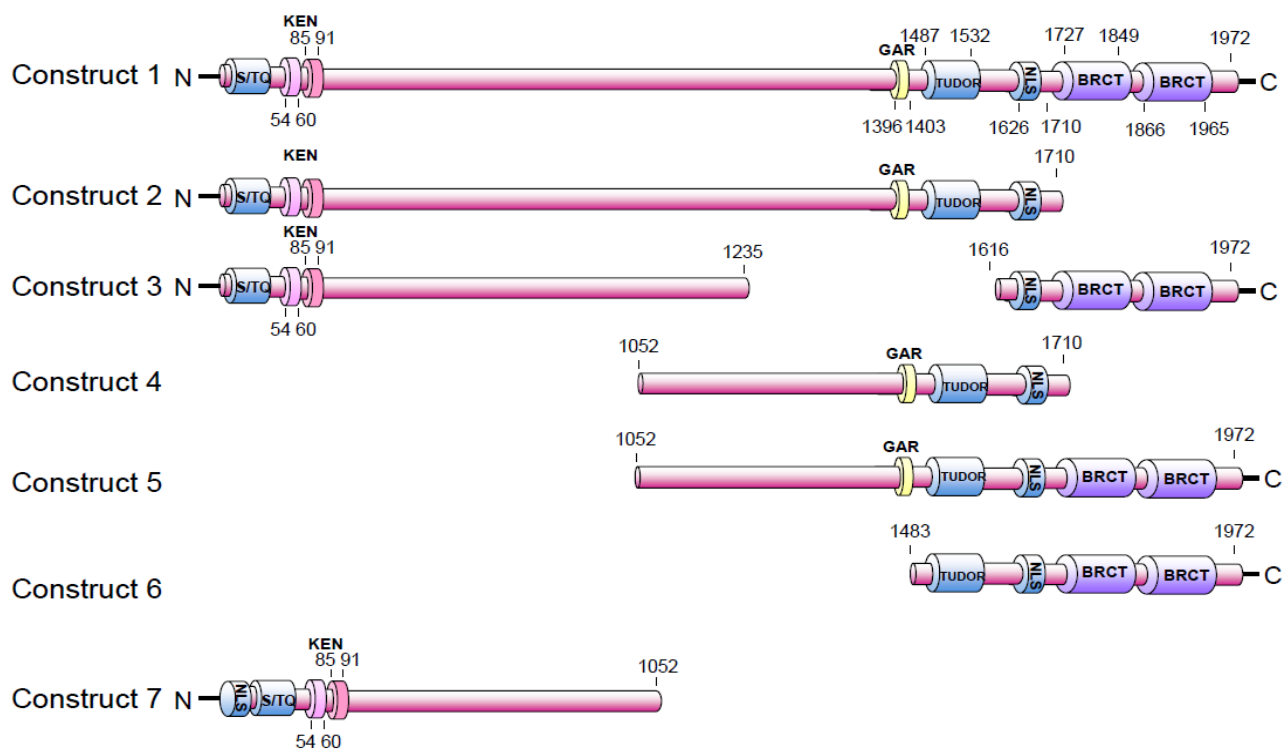 KEN
85 91
GAR
1487 1532
1727 1849 1972
Construct 1 N S/TQ TUDOR NLS BRCT BRCT C
54 60
1396 1403 1626 1710 1866 1965
KEN
GAR
1710
Construct 2 N S/TQ TUDOR NLS
KEN
85 91
1235 1616 1972
Construct 3 N S/TQ NLS BRCT BRCT C
54 60
1052 GAR 1710
Construct 4 TUDOR NLS
1052 GAR 1972
Construct 5 TUDOR NLS BRCT BRCT C
1483 1972
Construct 6 TUDOR NLS BRCT BRCT C
KEN
85 91 1052
Construct 7 N NLS S/TQ
54 60